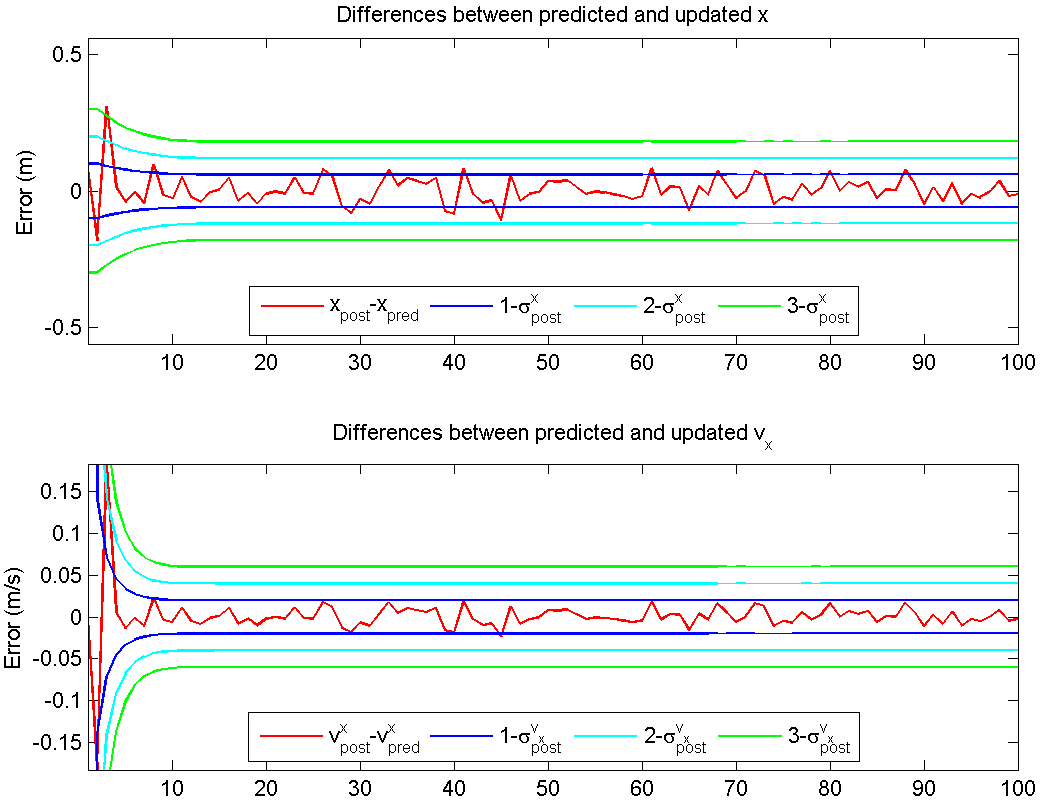 Differences between predicted and updated x
0.5
0
-0.5
Error (m)
x_post-x_pred 1-σ^x_post 2-σ^x_post 3-σ^x_post
10 20 30 40 50 60 70 80 90 100
Differences between predicted and updated v_x
0.15
0.1
0.05
0
-0.05
-0.1
-0.15
Error (m/s)
v^x_post-v^x_pred 1-σ^v_x_post 2-σ^v_x_post 3-σ^v_x_post
10 20 30 40 50 60 70 80 90 100